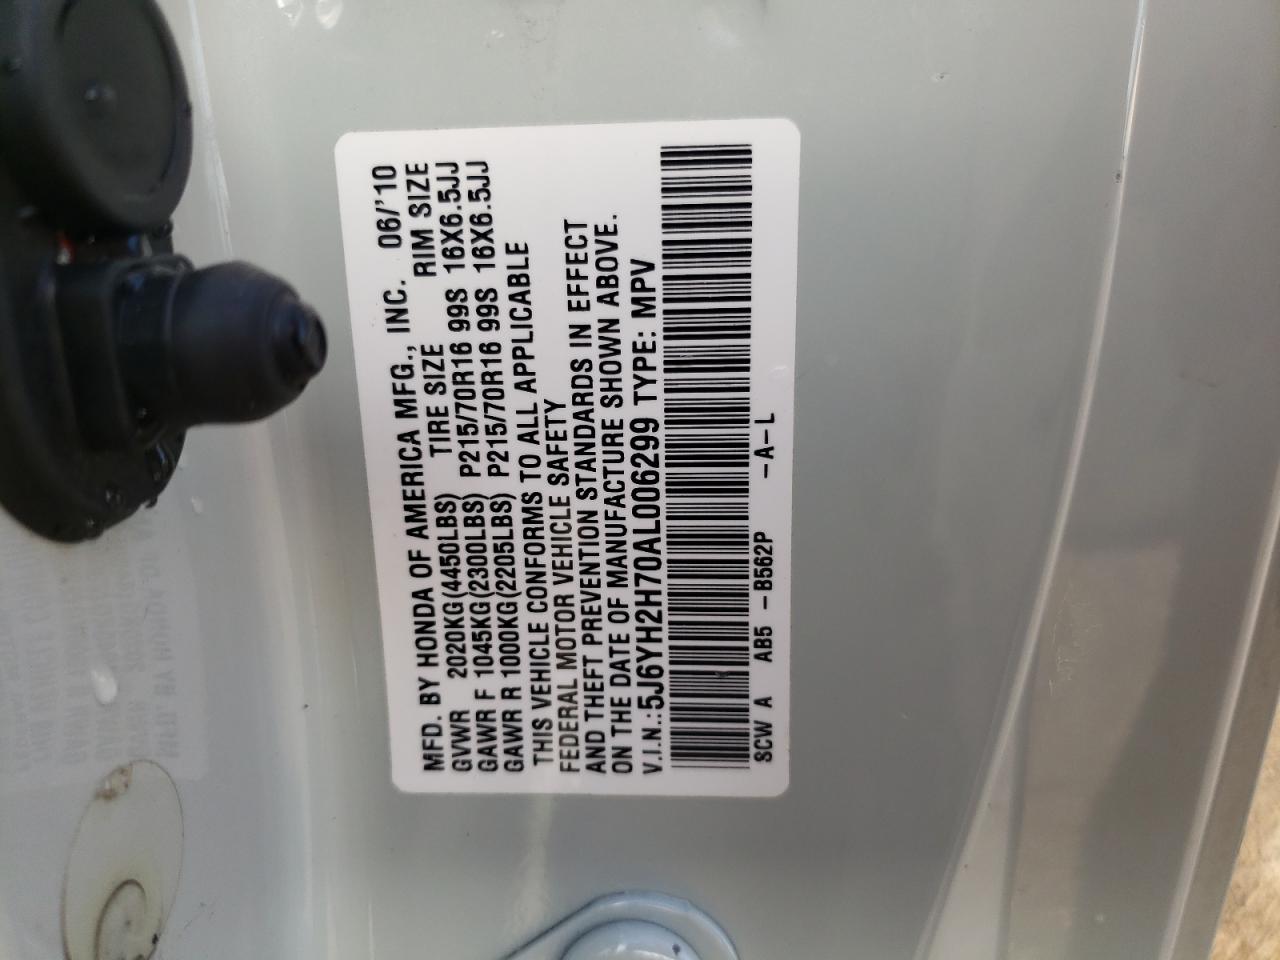 MFD. BY HONDA OF AMERICA MFG., INC. 06/'10
GVWR 2020KG(4450LBS) TIRE SIZE RIM SIZE
GAWR F 1045KG(2300LBS) P215/70R16 99S 16X6.5JJ
GAWR R 1000KG(2205LBS) P215/70R16 99S 16X6.5JJ
THIS VEHICLE CONFORMS TO ALL APPLICABLE
FEDERAL MOTOR VEHICLE SAFETY
AND THEFT PREVENTION STANDARDS IN EFFECT
ON THE DATE OF MANUFACTURE SHOWN ABOVE.
V.I.N.:5J6YH2H70AL006299 TYPE: MPV
SCW A AB5 -B562P -A-L